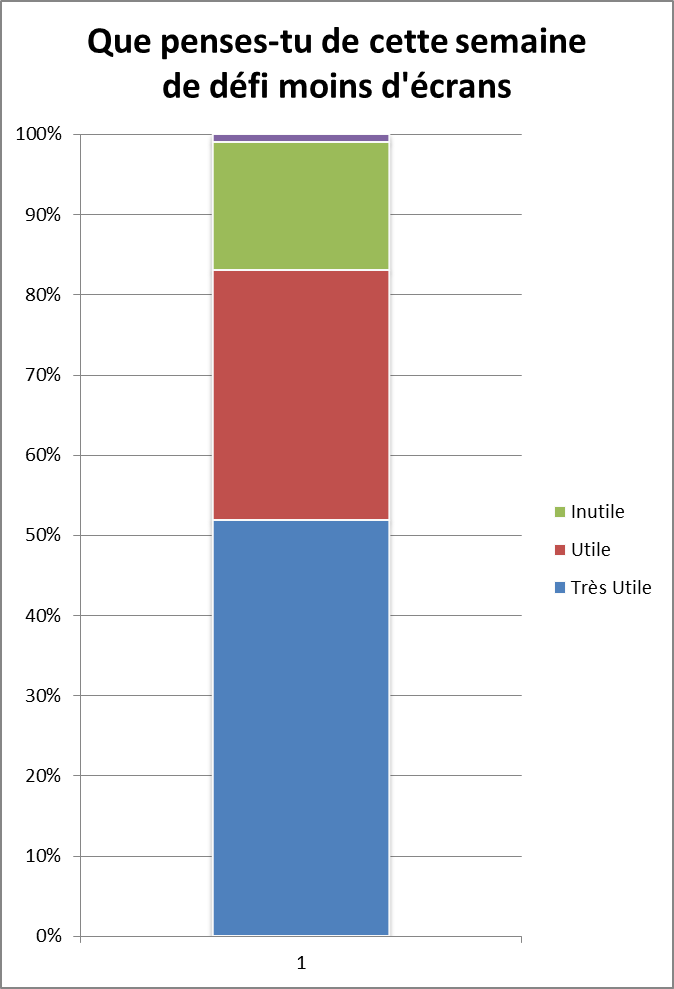 Que penses-tu de cette semaine
de défi moins d'écrans
100%
90%
80%
70%
60%
50%
40%
30%
20%
10%
0%
1
Inutile
Utile
Très Utile